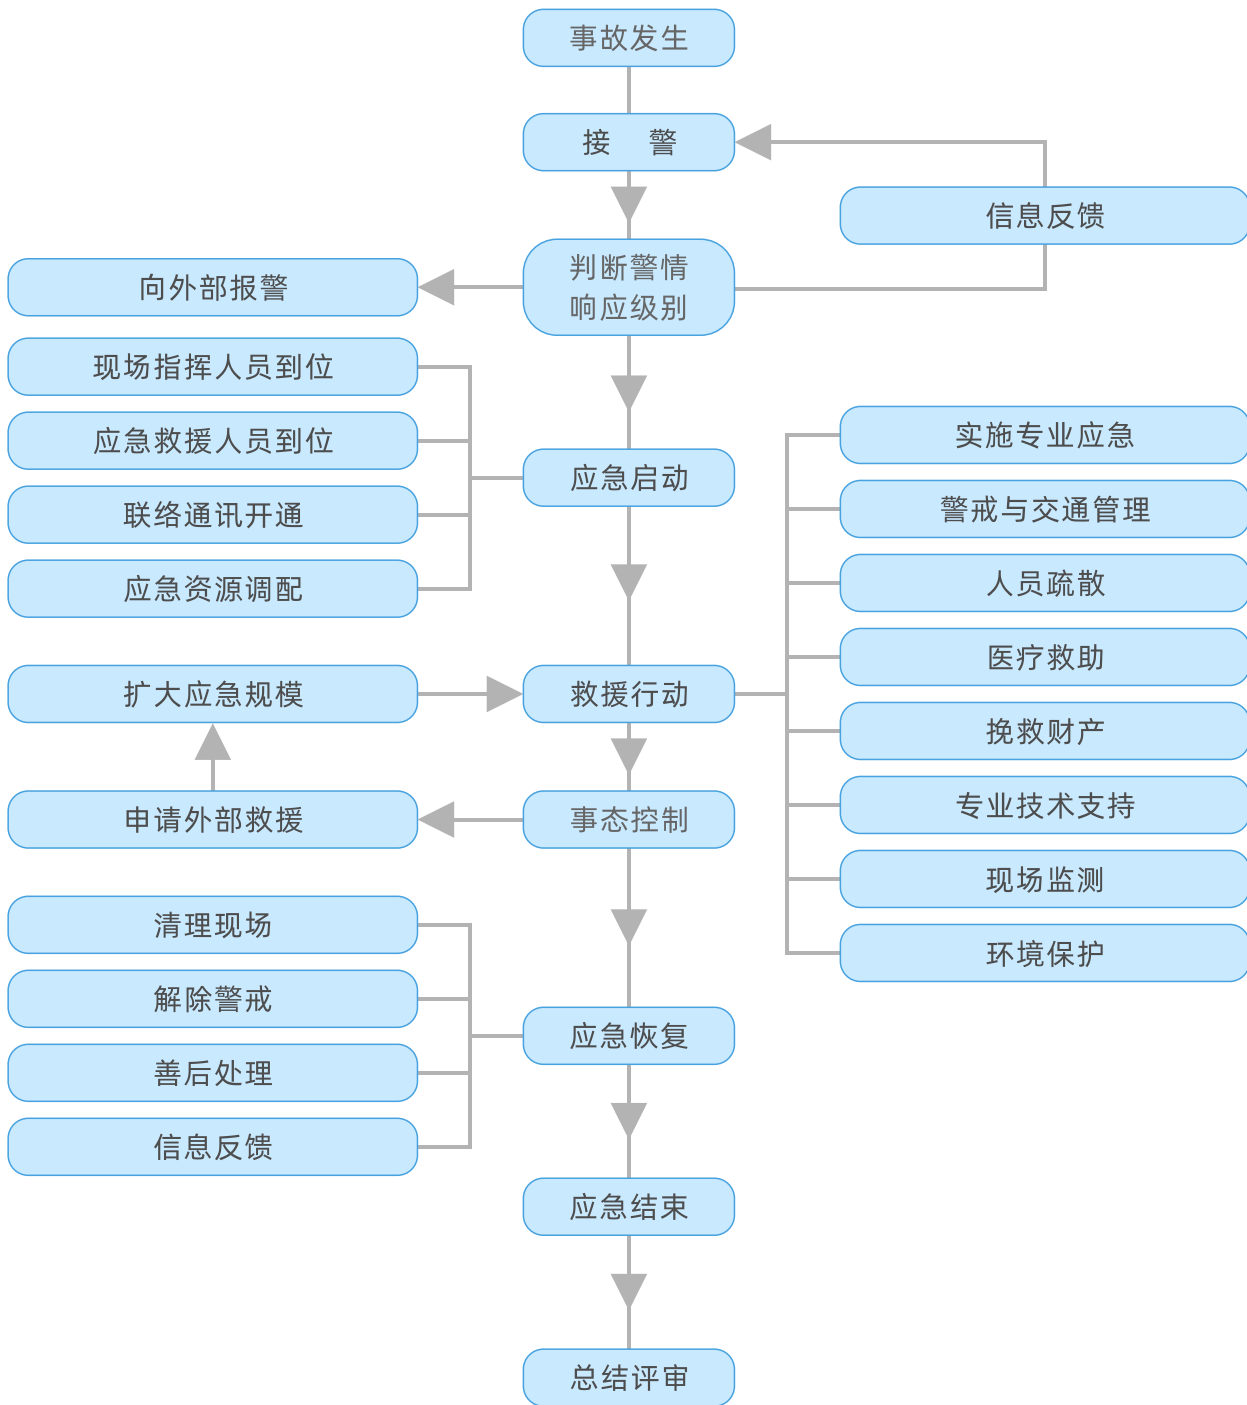 事故发生
接 警
信息反馈
判断警情
响应级别
向外部报警
现场指挥人员到位
应急救援人员到位
联络通讯开通
应急资源调配
应急启动
实施专业应急
警戒与交通管理
人员疏散
医疗救助
挽救财产
专业技术支持
现场监测
环境保护
扩大应急规模
救援行动
申请外部救援
事态控制
清理现场
解除警戒
善后处理
信息反馈
应急恢复
应急结束
总结评审